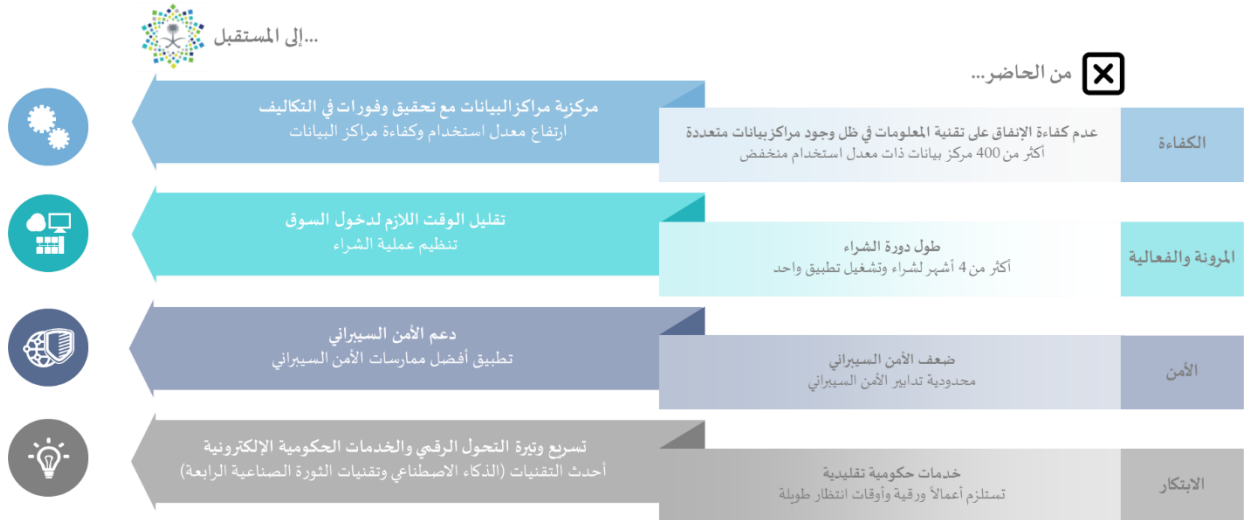 من الحاضر...
...إلى المستقبل
الكفاءة
عدم كفاءة الإنفاق على تقنية المعلومات في ظل وجود مراكز بيانات متعددة
أكثر من 400 مركز بيانات ذات معدل استخدام منخفض
مركزية مراكز البيانات مع تحقيق وفورات في التكاليف
ارتفاع معدل استخدام وكفاءة مراكز البيانات
المرونة والفعالية
طول دورة الشراء
أكثر من 4 أشهر لشراء وتشغيل تطبيق واحد
تقليل الوقت اللازم لدخول السوق
تنظيم عملية الشراء
الأمن
ضعف الأمن السيبراني
محدودية تدابير الأمن السيبراني
دعم الأمن السيبراني
تطبيق أفضل ممارسات الأمن السيبراني
الابتكار
خدمات حكومية تقليدية
تستلزم أعمالاً ورقية وأوقات انتظار طويلة
تسريع وتيرة التحول الرقمي والخدمات الحكومية الإلكترونية
أحدث التقنيات (الذكاء الاصطناعي وتقنيات الثورة الصناعية الرابعة)